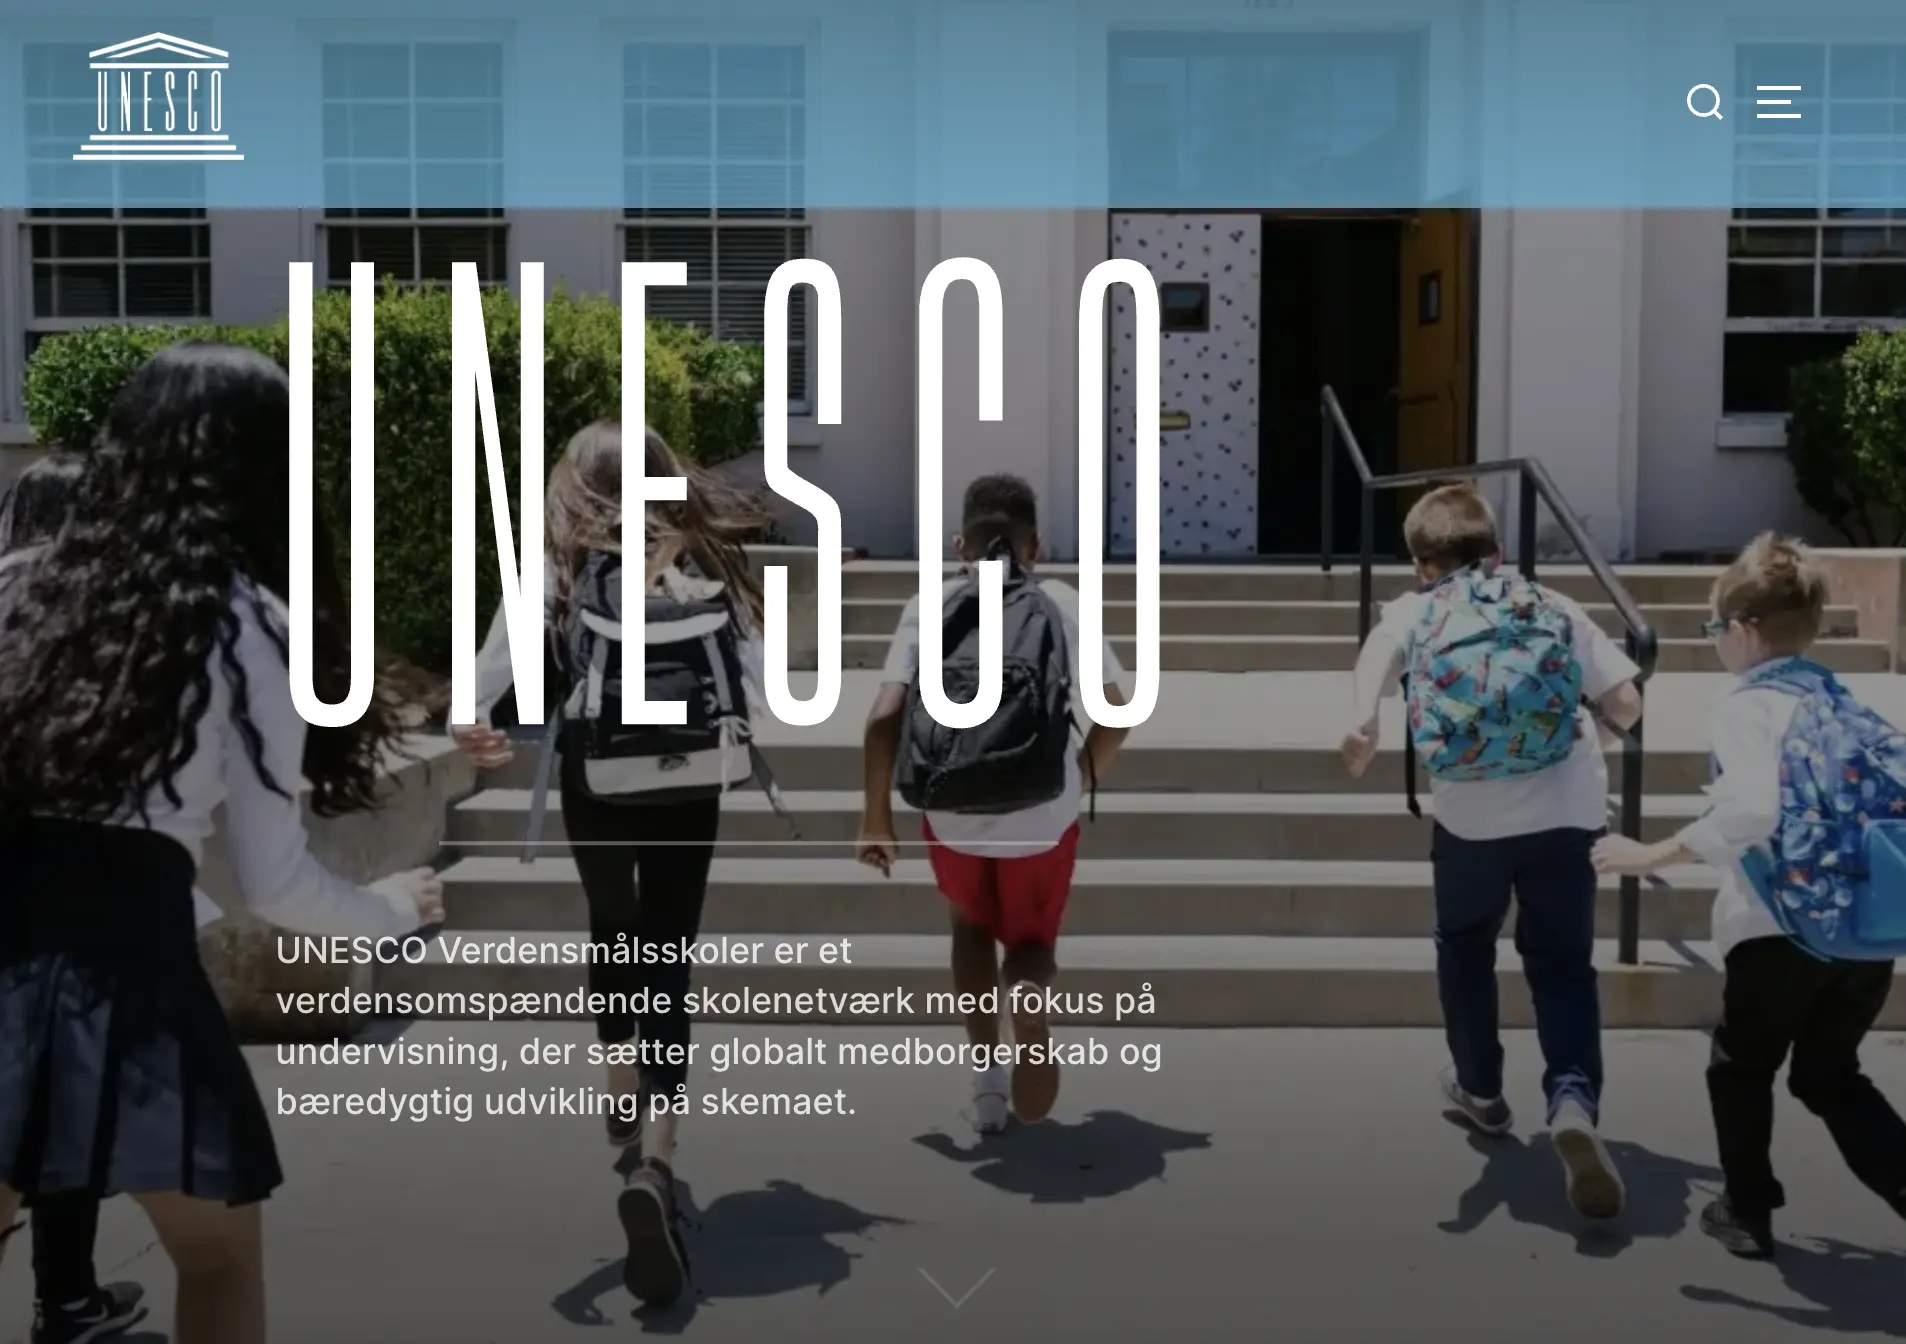 UNESCO
UNESCO
UNESCO Verdensmålsskoler er et
verdensomspændende skolenetværk med fokus på
undervisning, der sætter globalt medborgerskab og
bæredygtig udvikling på skemaet.